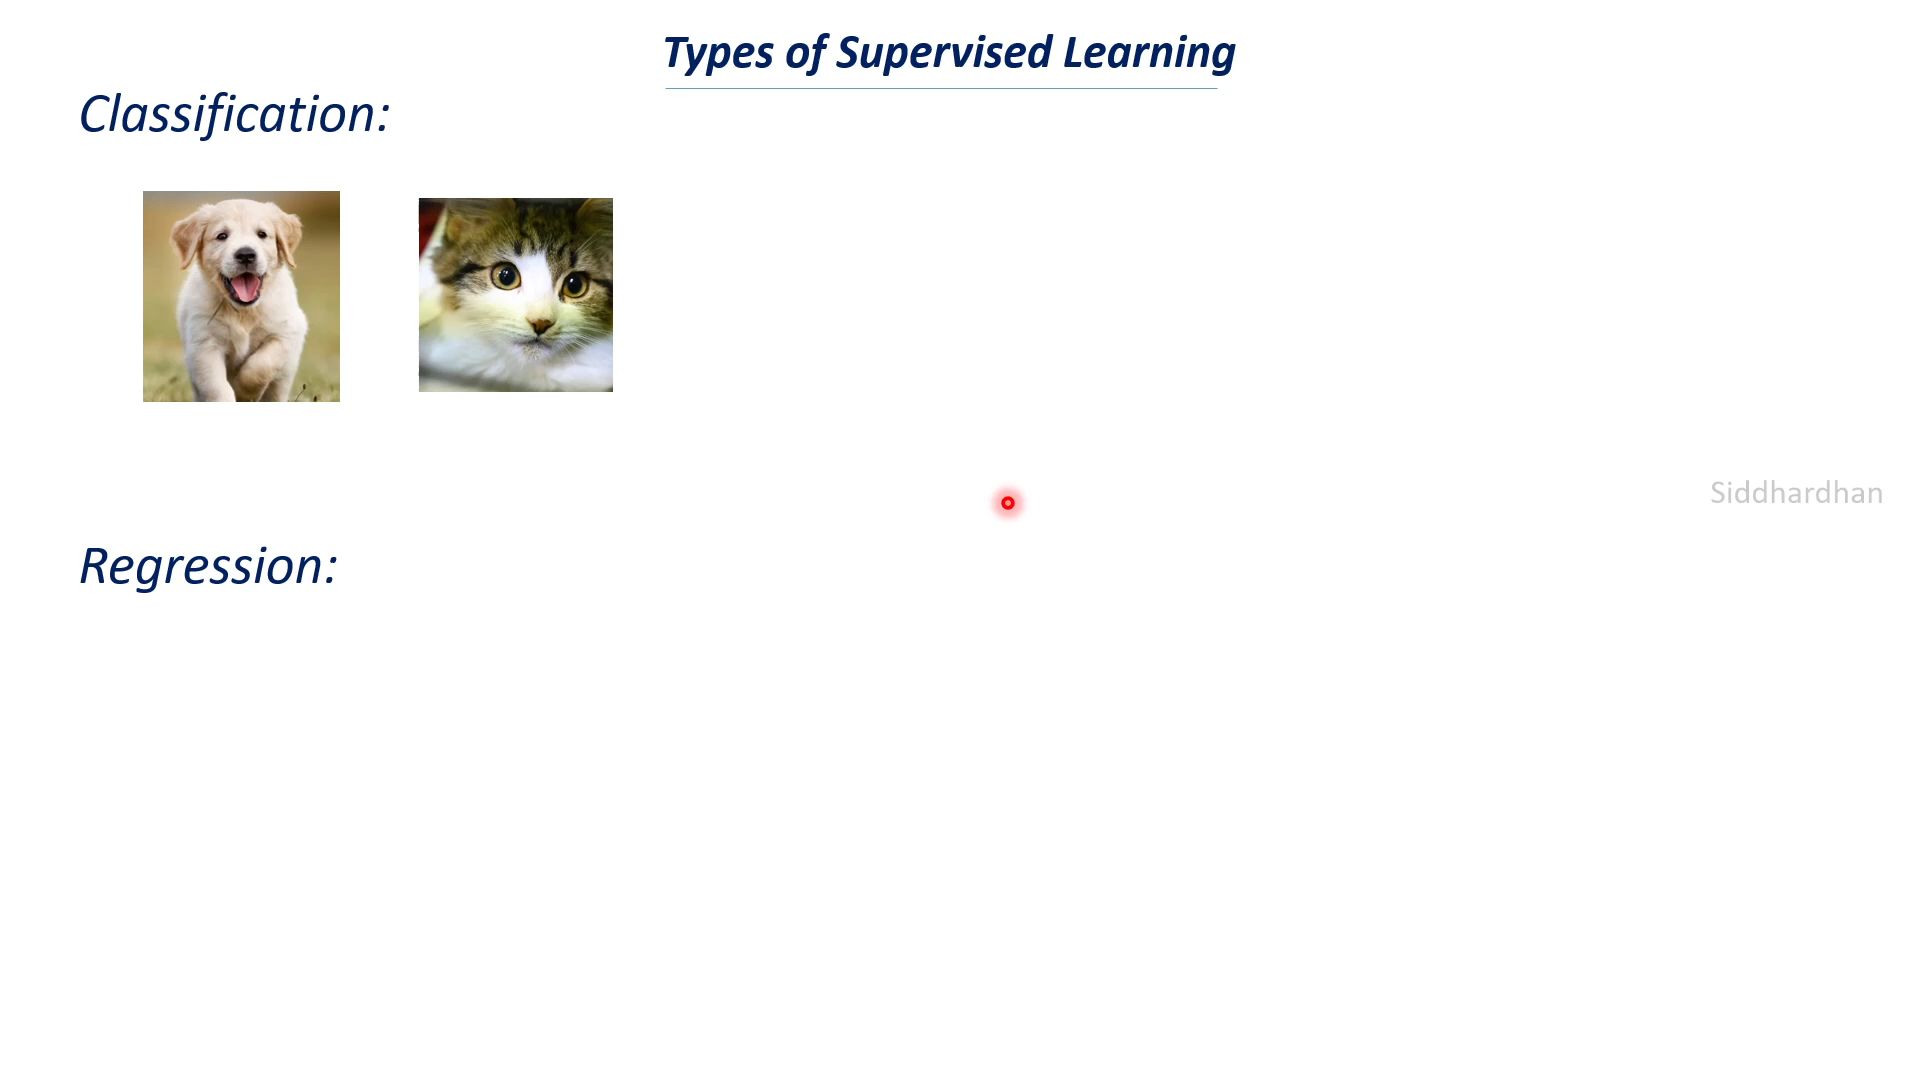 Types of Supervised Learning
Classification:
Siddhardhan
Regression: